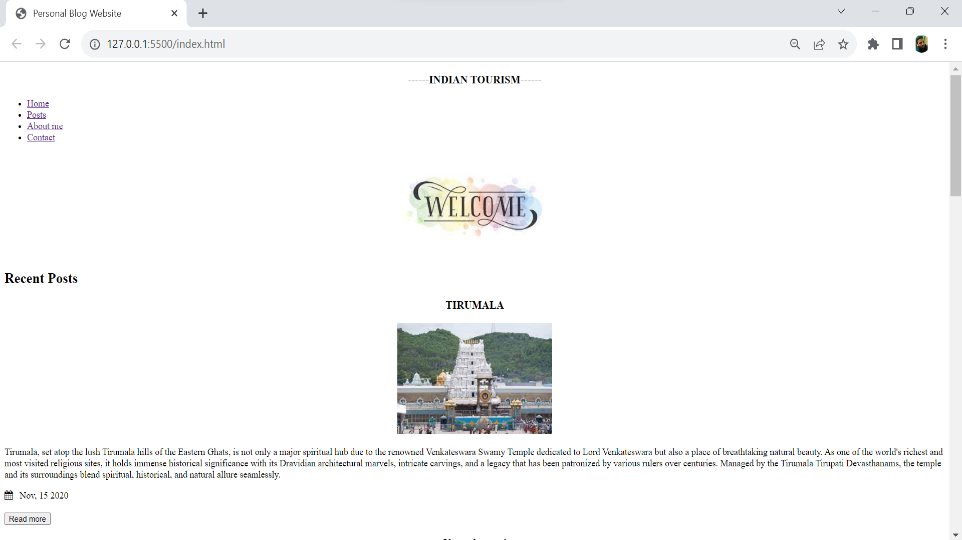 Personal Blog Website
127.0.0.1:5500/index.html
-------INDIAN TOURISM-------
Home
Posts
About me
Contact
WELCOME
Recent Posts
TIRUMALA
Tirumala, set atop the lush Tirumala hills of the Eastern Ghats, is not only a major spiritual hub due to the renowned Venkateswara Swamy Temple dedicated to Lord Venkateswara but also a place of breathtaking natural beauty. As one of the world's richest and
most visited religious sites, it holds immense historical significance with its Dravidian architectural marvels, intricate carvings, and a legacy that has been patronized by various rulers over centuries. Managed by the Tirumala Tirupati Devasthanams, the temple
and its surroundings blend spiritual, historical, and natural allure seamlessly.
Nov, 15 2020
Read more